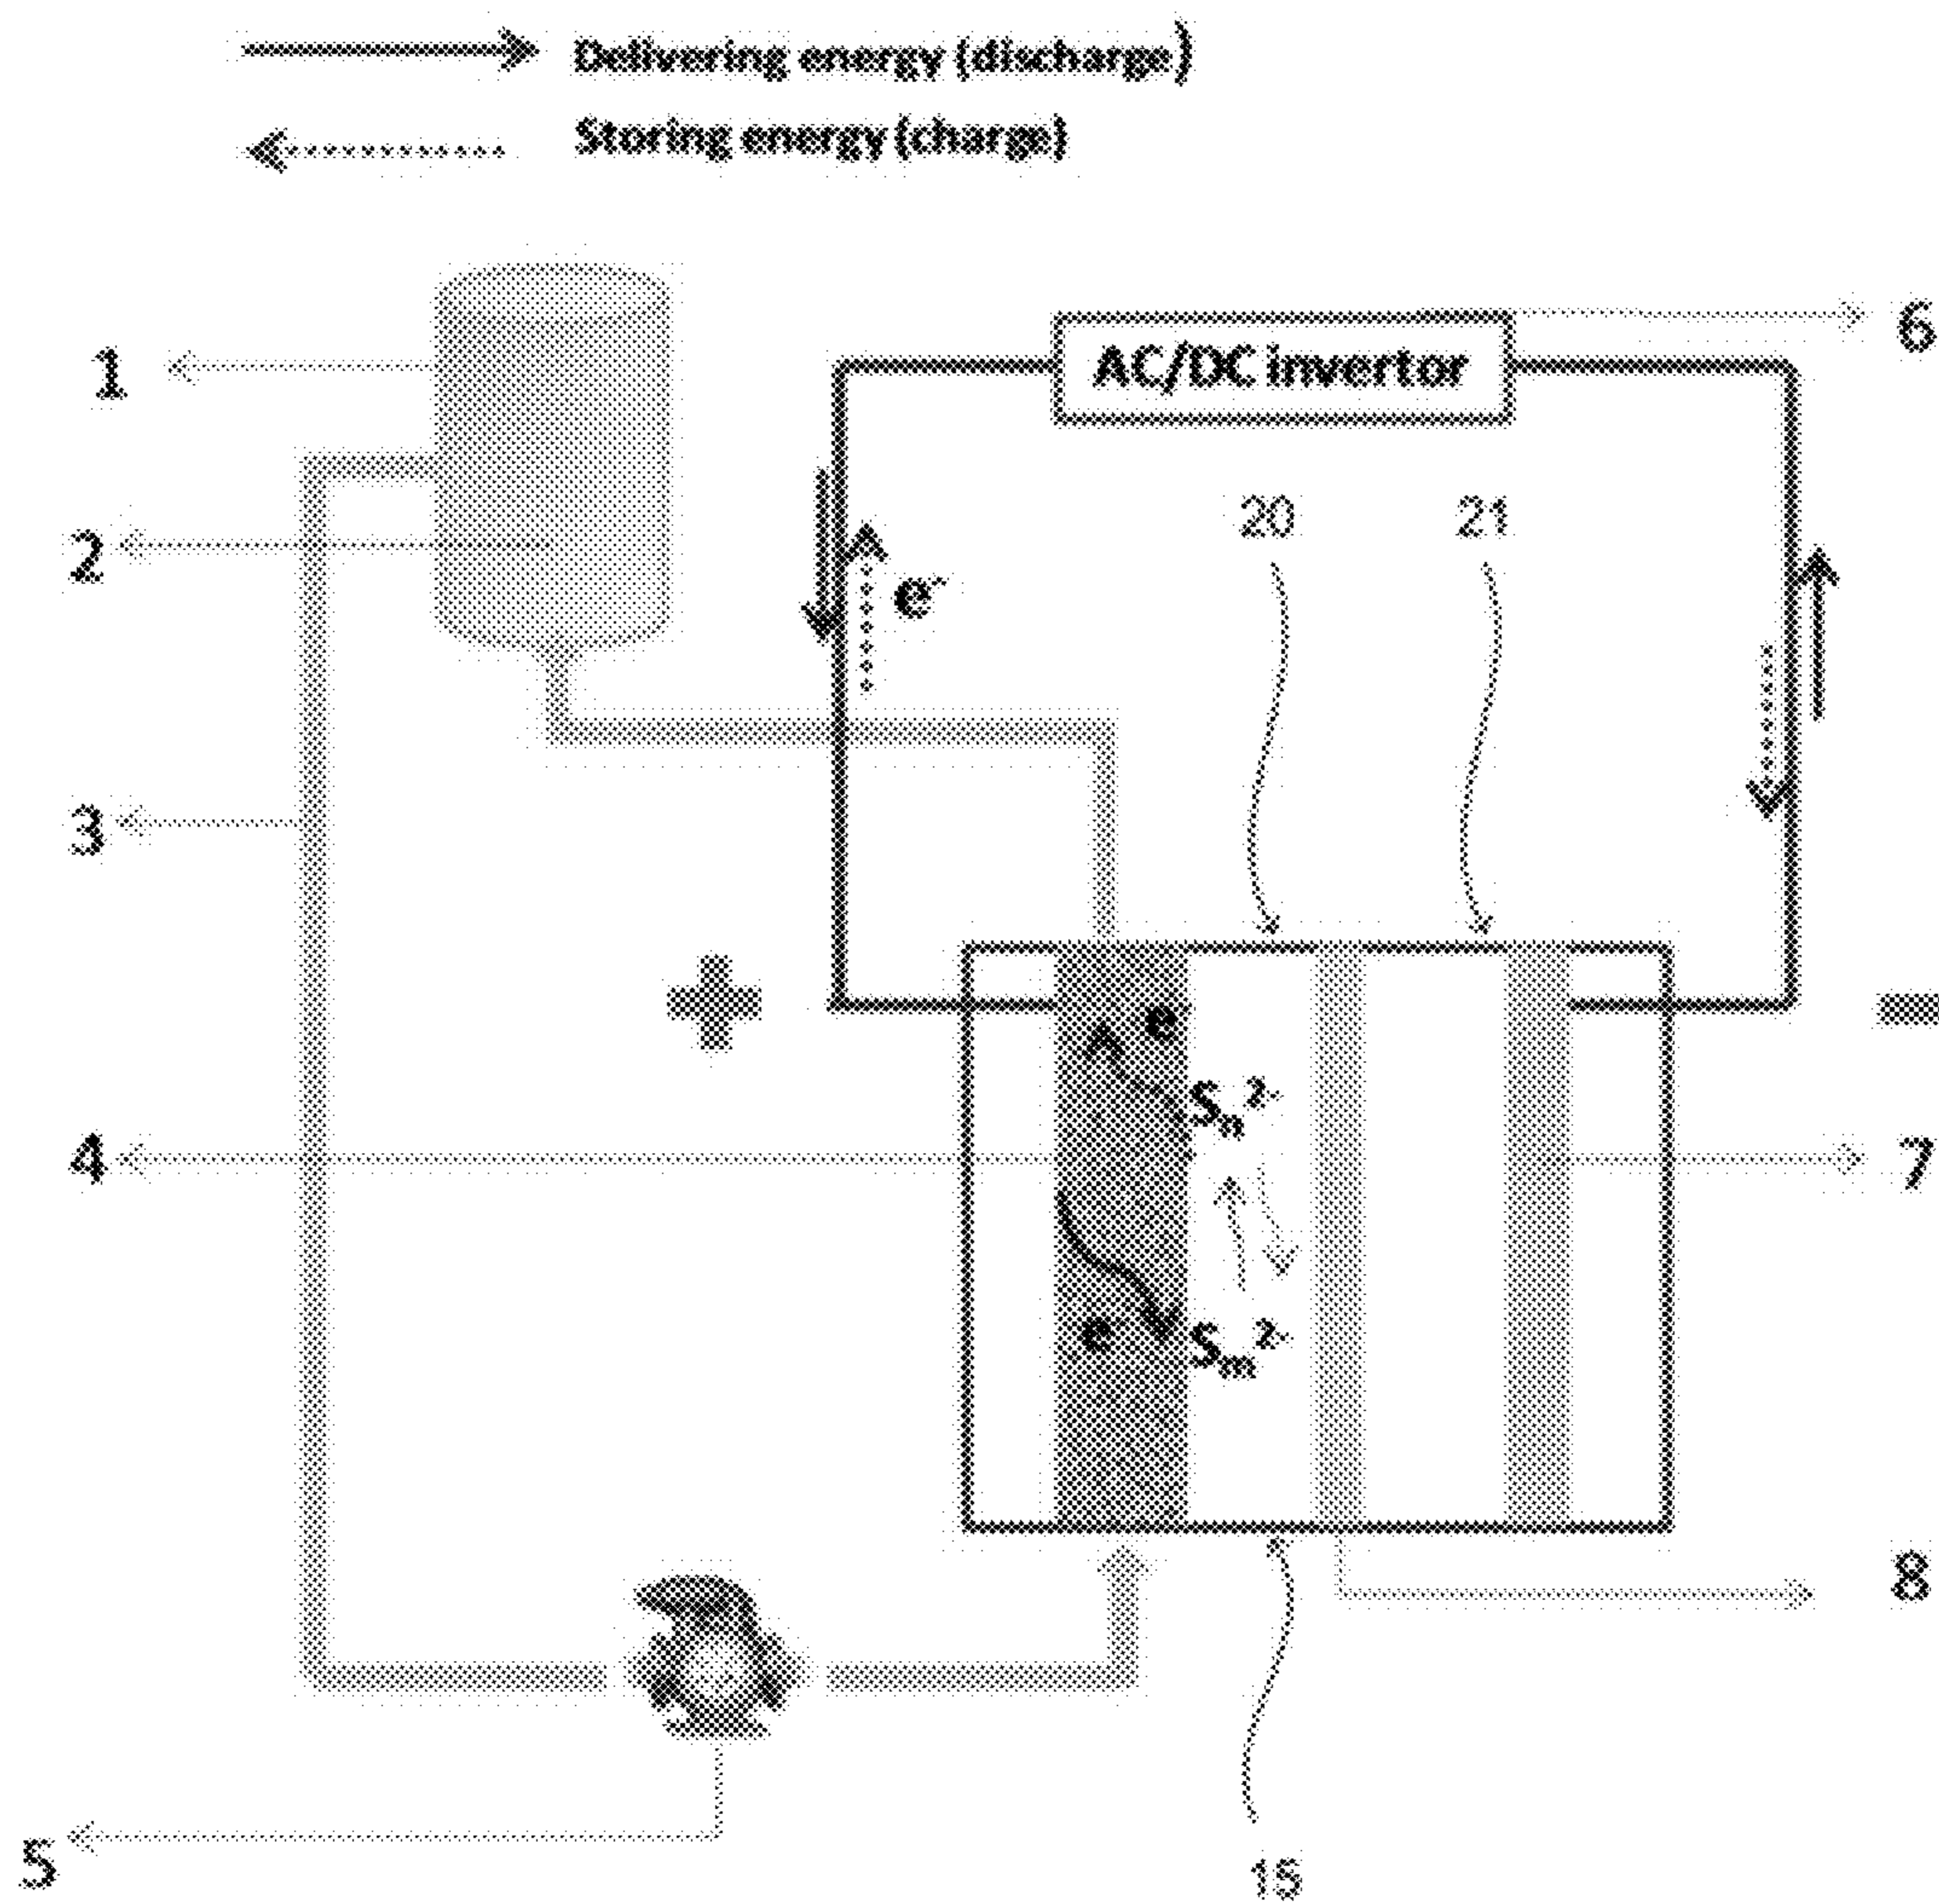 Delivering energy (discharge)
Storing energy (charge)
6
AC/DC invertor
1
20
21
2
e⁻
3
+
−
e
Sₙ²⁻
4
7
e
Sₘ²⁻
8
5
15